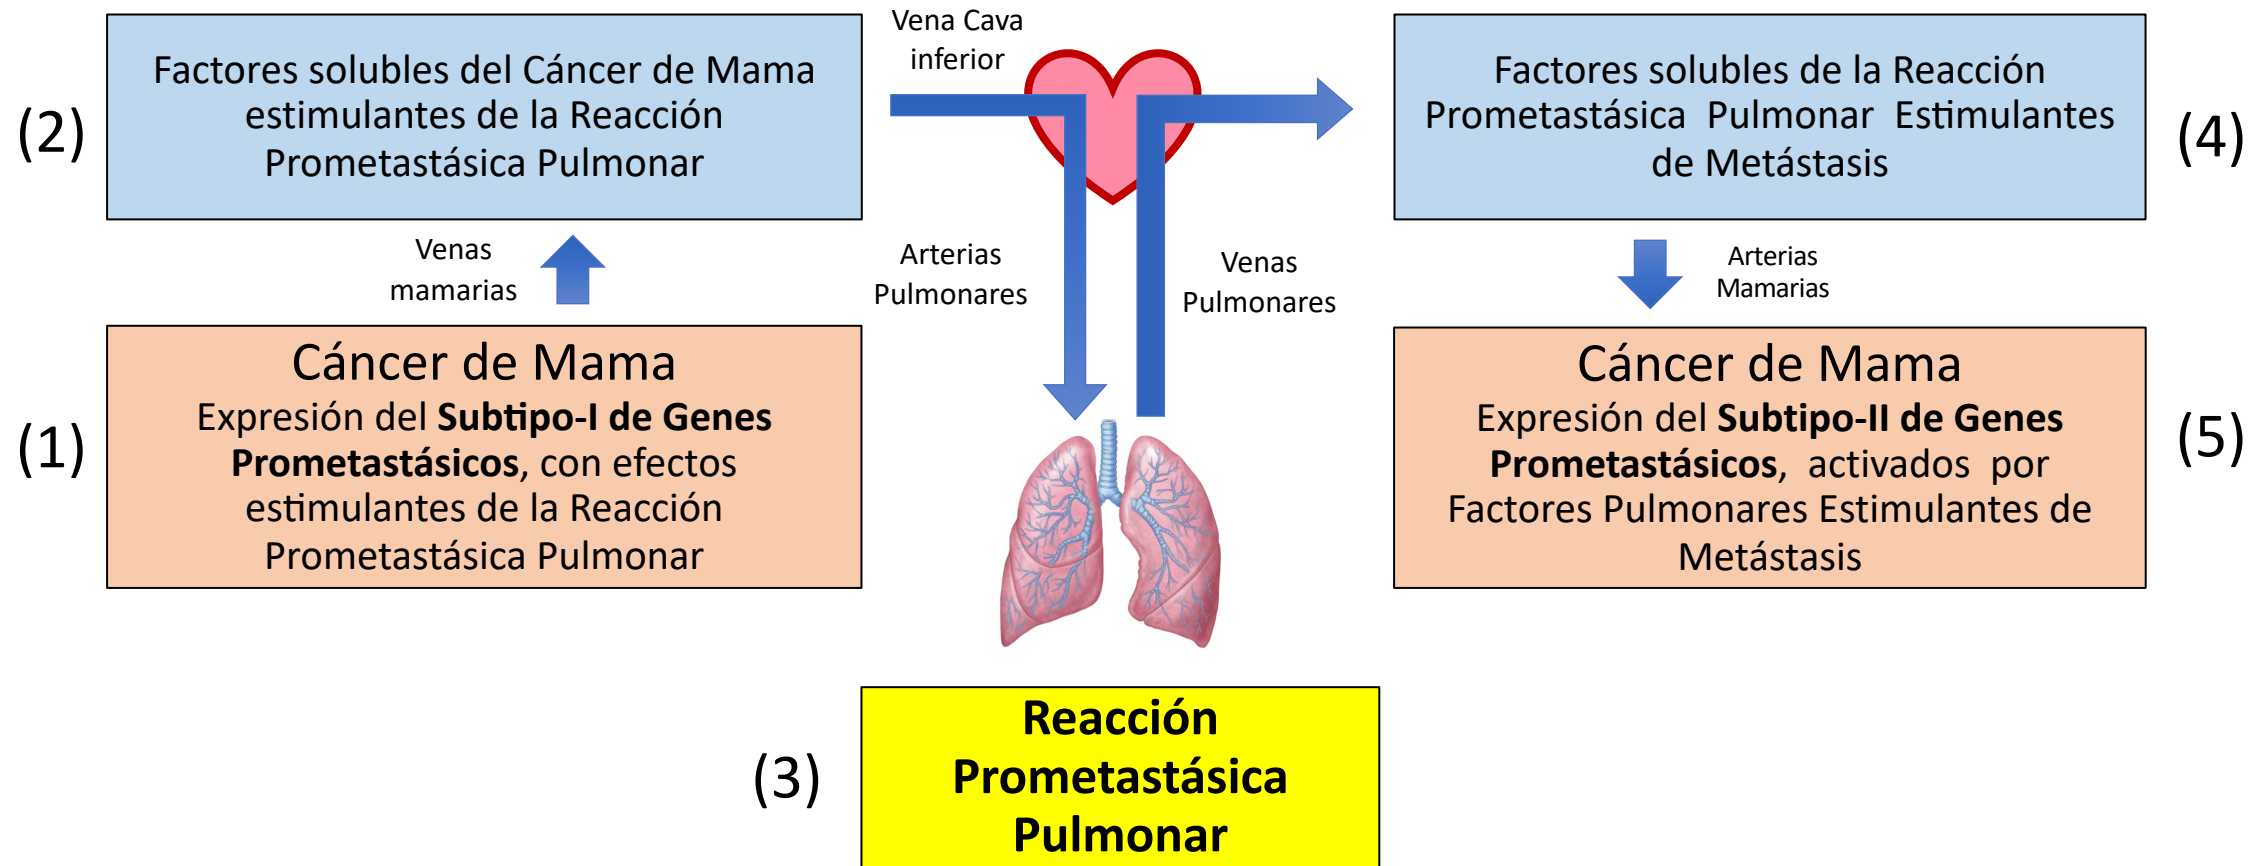 (2)
Factores solubles del Cáncer de Mama
estimulantes de la Reacción
Prometastásica Pulmonar
Vena Cava
inferior
Factores solubles de la Reacción
Prometastásica Pulmonar Estimulantes
de Metástasis
(4)
Venas
mamarias
Arterias
Pulmonares
Venas
Pulmonares
Arterias
Mamarias
(1)
Cáncer de Mama
Expresión del Subtipo-I de Genes
Prometastásicos, con efectos
estimulantes de la Reacción
Prometastásica Pulmonar
Cáncer de Mama
Expresión del Subtipo-II de Genes
Prometastásicos, activados por
Factores Pulmonares Estimulantes de
Metástasis
(5)
(3)
Reacción
Prometastásica
Pulmonar